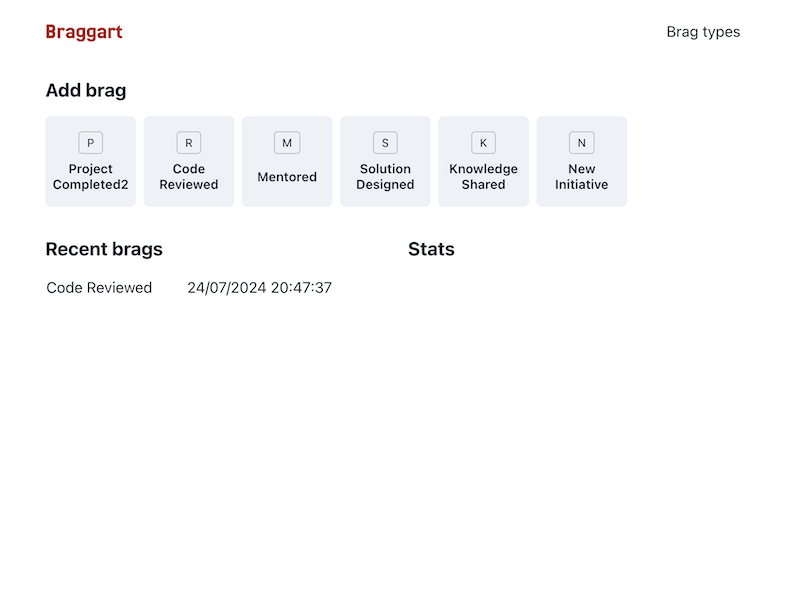 Braggart
Brag types
Add brag
P
Project
Completed2
R
Code
Reviewed
M
Mentored
S
Solution
Designed
K
Knowledge
Shared
N
New
Initiative
Recent brags
Code Reviewed 24/07/2024 20:47:37
Stats